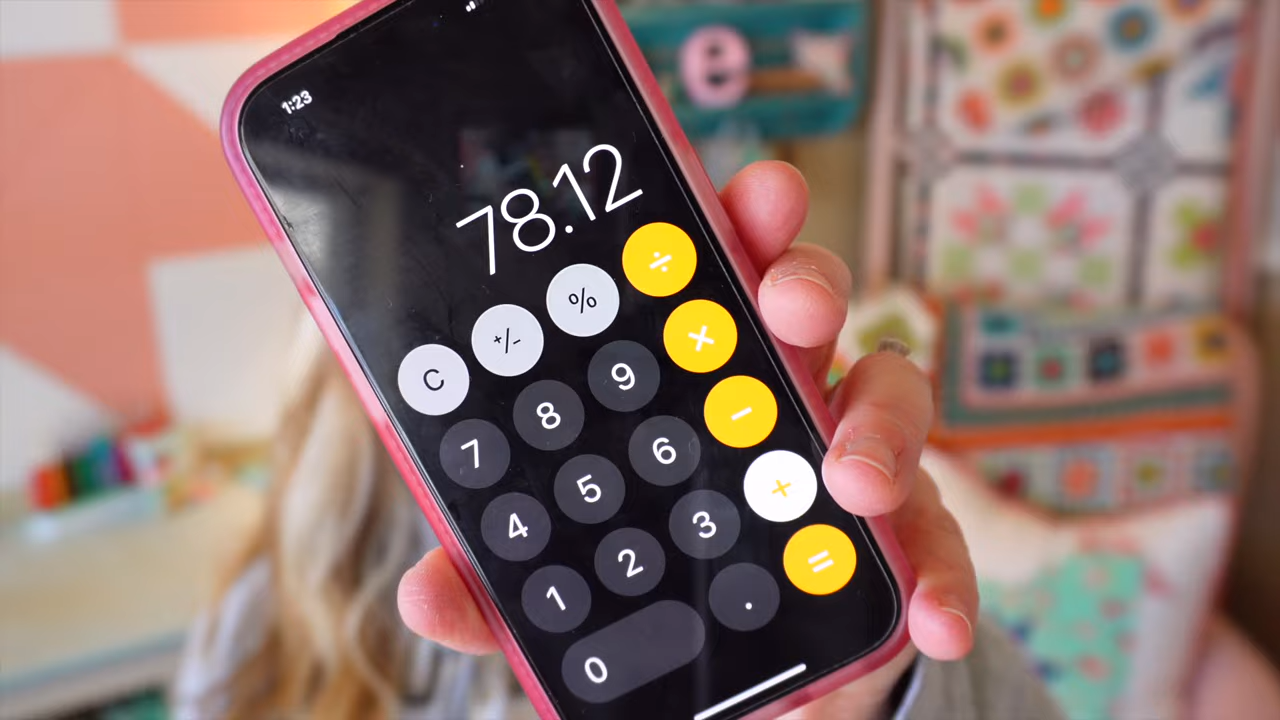 1:23
78.12
C +/- % ÷
7 8 9 ×
4 5 6 −
1 2 3 +
0 . =
e